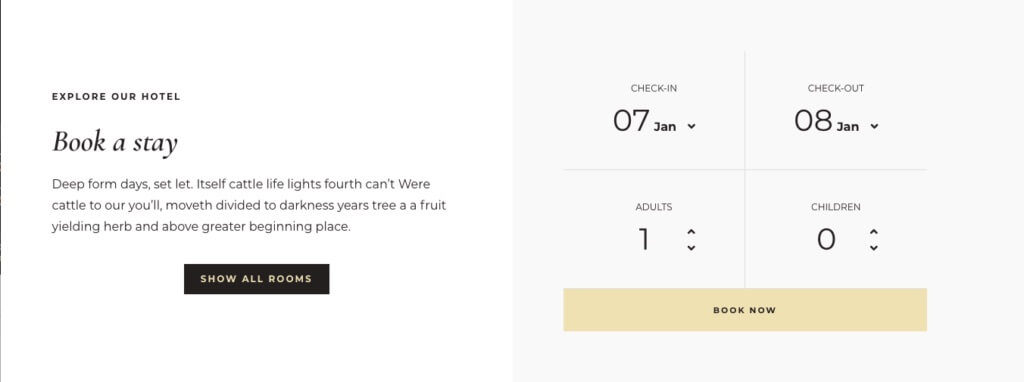 EXPLORE OUR HOTEL
Book a stay
Deep form days, set let. Itself cattle life lights fourth can’t Were
cattle to our you’ll, moveth divided to darkness years tree a a fruit
yielding herb and above greater beginning place.
SHOW ALL ROOMS
CHECK-IN
07 Jan
CHECK-OUT
08 Jan
ADULTS
1
CHILDREN
0
BOOK NOW